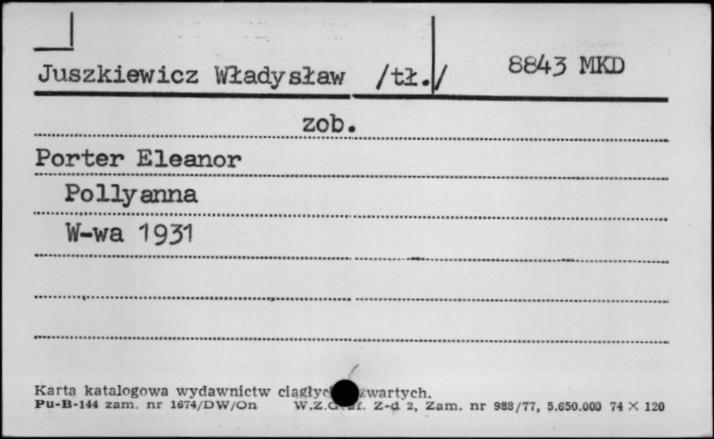 Juszkiewicz Władysław /tł./ 8843 MKD
zob.
Porter Eleanor
Pollyanna
W-wa 1931
Karta katalogowa wydawnictw zwartych.
Pu-B-144 zam. nr 1674/DW/On Z-d 2, Zam. nr 988/77, 5.650.000 74 × 120